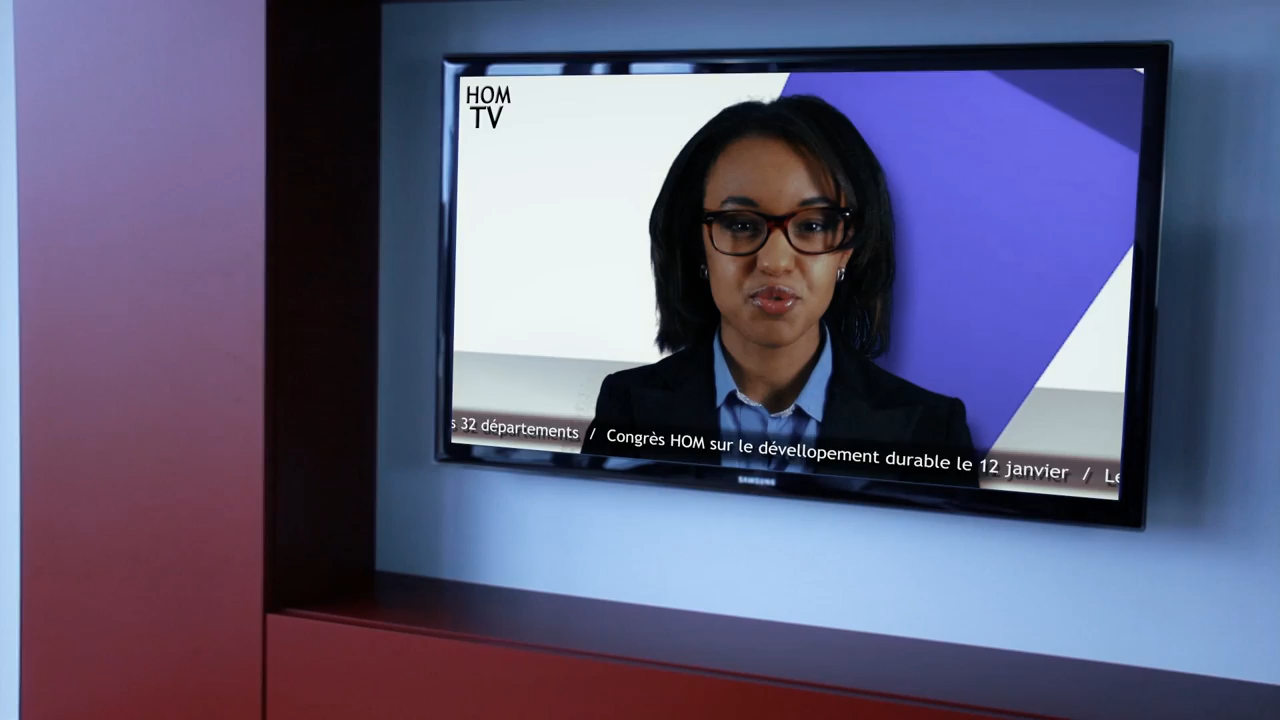 HOM
TV
s 32 départements / Congrès HOM sur le dévellopement durable le 12 janvier / Le
SAMSUNG